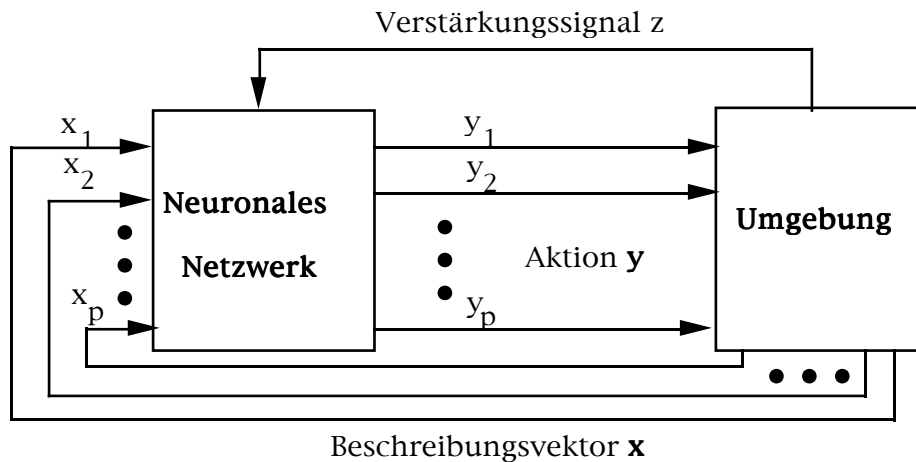 Verstärkungssignal z
x1
y1
x2
y2
Neuronales
Netzwerk
Umgebung
Aktion y
xp
yp
Beschreibungsvektor x